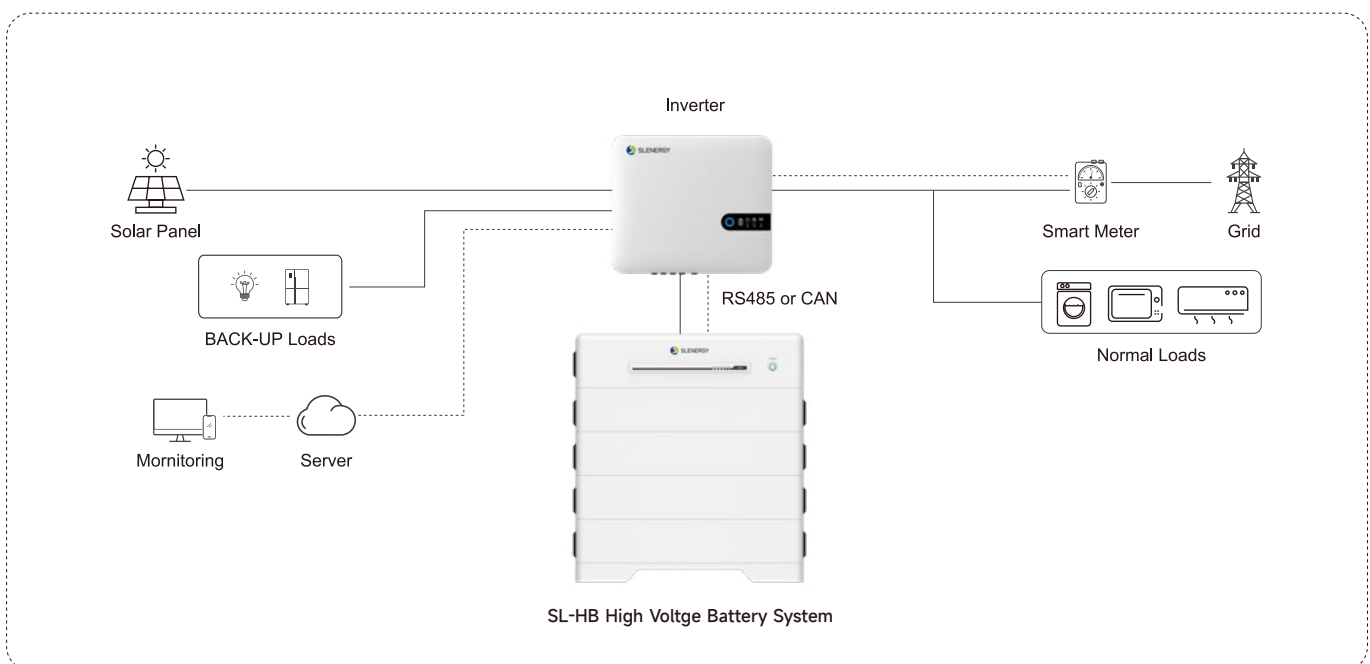 Inverter
SLENERGY
Solar Panel
Smart Meter
Grid
RS485 or CAN
BACK-UP Loads
SLENERGY
Normal Loads
Mornitoring
Server
SL-HB High Voltge Battery System